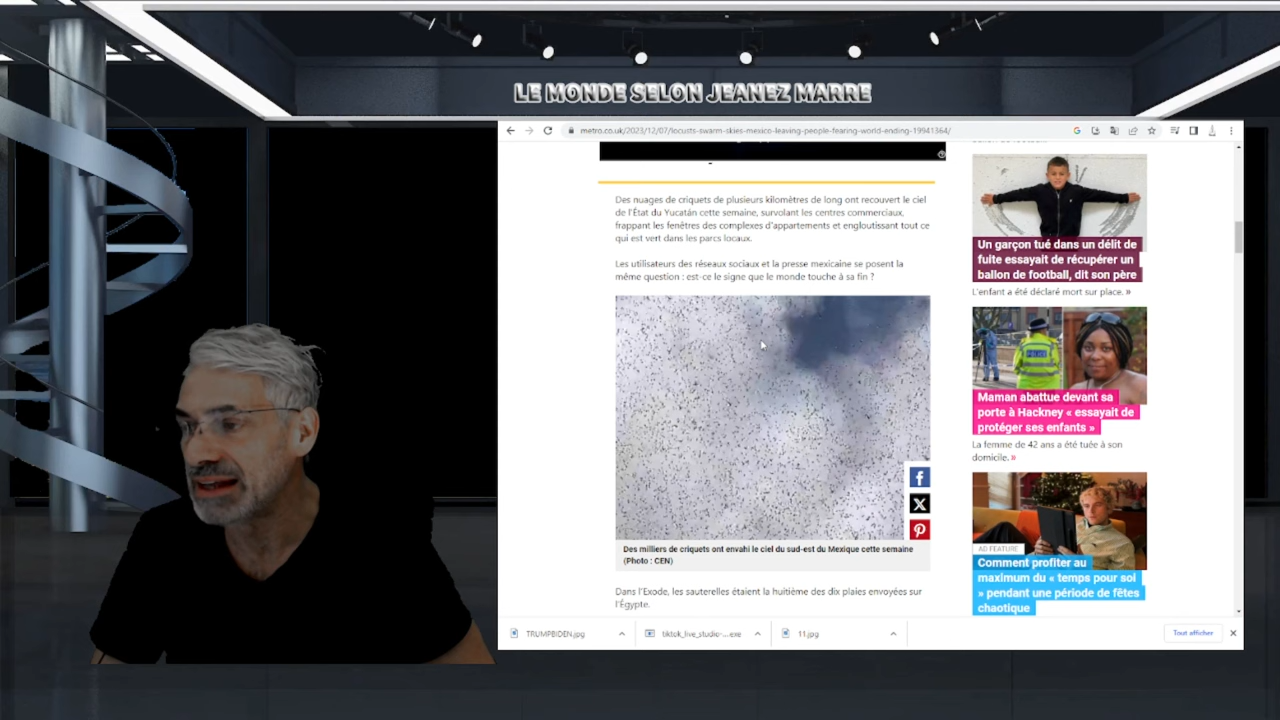 LE MONDE SELON JEANEZ MARRE
metro.co.uk/2023/12/07/locusts-swarm-skies-mexico-leaving-people-fearing-world-ending-19941364/
Des nuages de criquets de plusieurs kilomètres de long ont recouvert le ciel
de l'État du Yucatán cette semaine, survolant les centres commerciaux,
frappant les fenêtres des complexes d'appartements et engloutissant tout ce
qui est vert dans les parcs locaux.
Les utilisateurs des réseaux sociaux et la presse mexicaine se posent la
même question : est-ce le signe que le monde touche à sa fin ?
Des milliers de criquets ont envahi le ciel du sud-est du Mexique cette semaine
(Photo : CEN)
Dans l'Exode, les sauterelles étaient la huitième des dix plaies envoyées sur
l'Égypte.
Un garçon tué dans un délit de
fuite essayait de récupérer un
ballon de football, dit son père
L'enfant a été déclaré mort sur place. »
POLICE
Maman abattue devant sa
porte à Hackney « essayait de
protéger ses enfants »
La femme de 42 ans a été tuée à son
domicile. »
AD FEATURE
Comment profiter au
maximum du « temps pour soi
» pendant une période de fêtes
chaotique
TRUMPBIDEN.jpg
tiktok_live_studio-....exe
11.jpg
Tout afficher